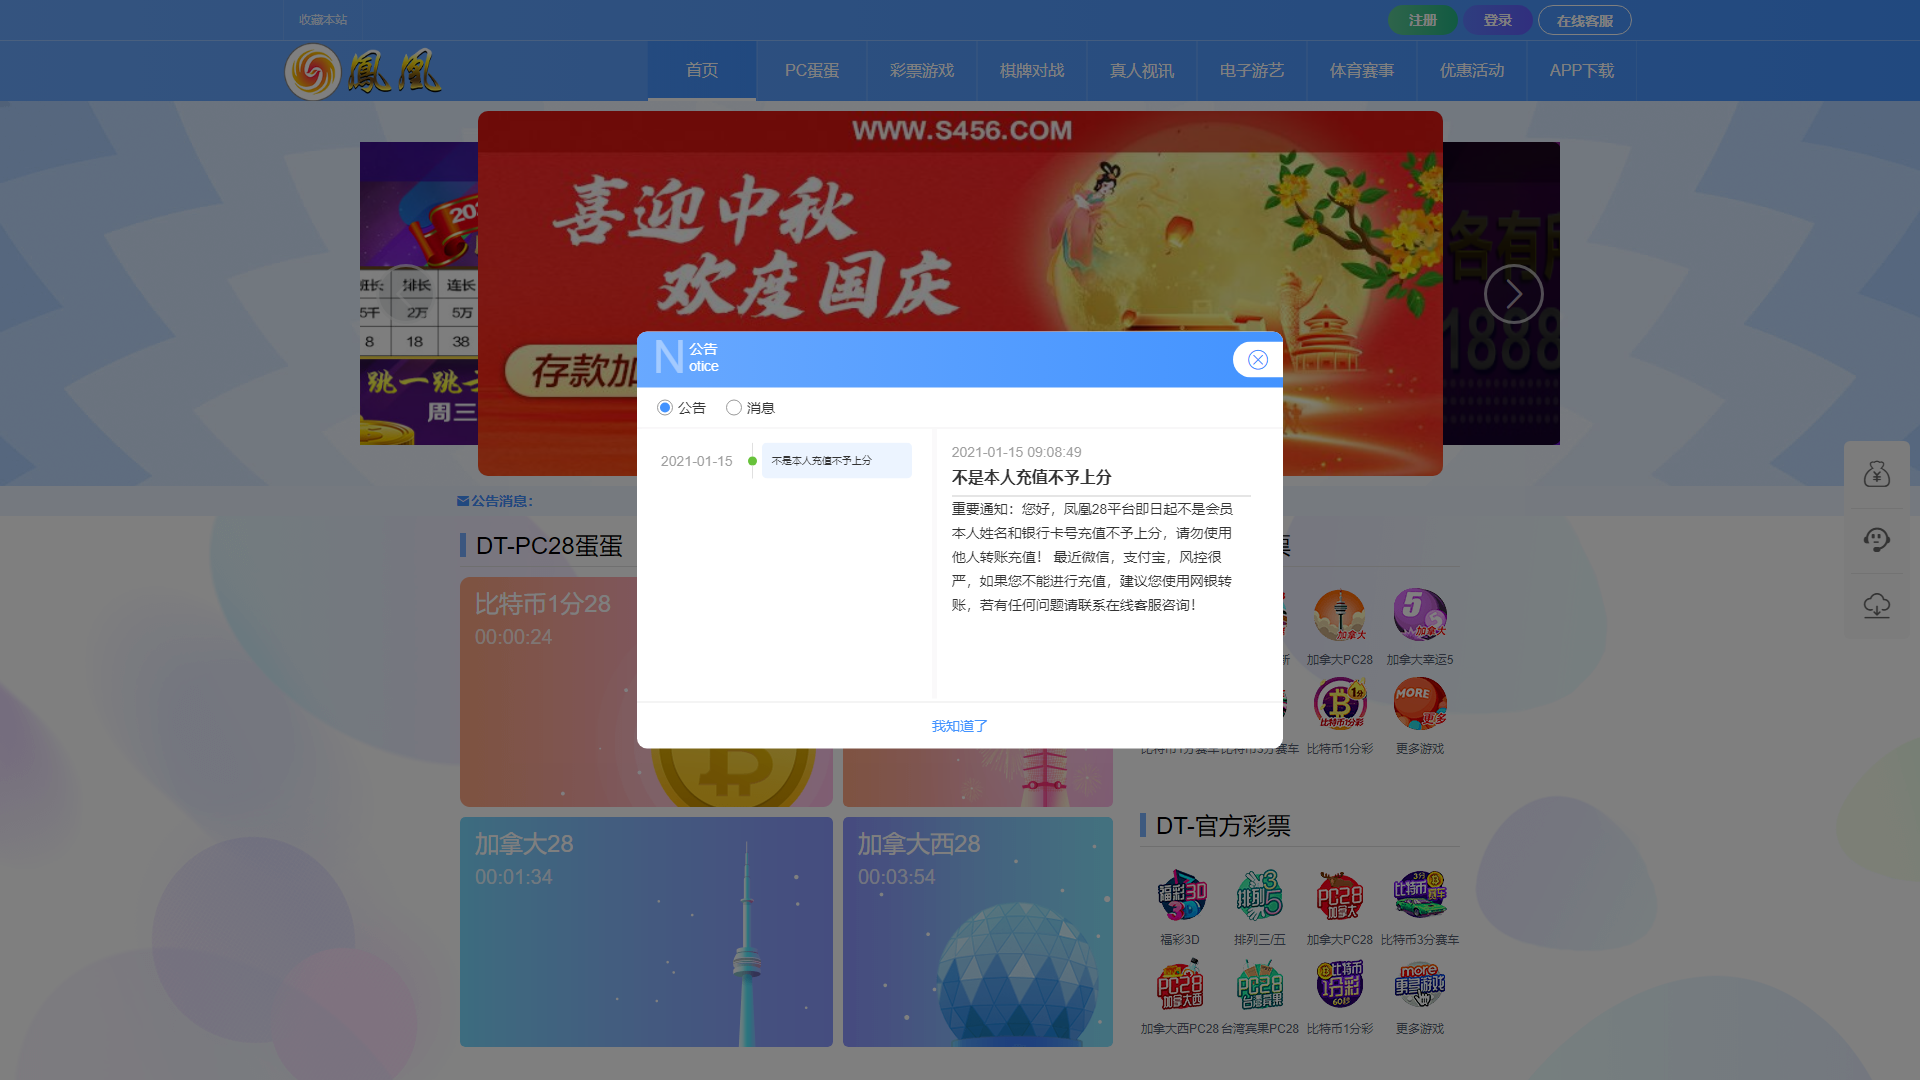 收藏本站
注册
登录
在线客服
鳳凰
首页
PC蛋蛋
彩票游戏
棋牌对战
真人视讯
电子游艺
体育赛事
优惠活动
APP下载
WWW.S456.COM
喜迎中秋
欢度国庆
存款加
排长
连长
5千
2万
5万
8
18
38
跳一跳
周三
各有所
1888
N 公告
otice
公告
消息
2021-01-15
不是本人充值不予上分
2021-01-15 09:08:49
不是本人充值不予上分
重要通知：您好，凤凰28平台即日起不是会员
本人姓名和银行卡号充值不予上分，请勿使用
他人转账充值！ 最近微信，支付宝，风控很
严，如果您不能进行充值，建议您使用网银转
账，若有任何问题请联系在线客服咨询！
我知道了
公告消息：
DT-PC28蛋蛋
比特币1分28
00:00:24
加拿大28
00:01:34
加拿大西28
00:03:54
加拿大PC28
加拿大幸运5
比特币1分赛车
比特币3分赛车
比特币1分彩
更多游戏
DT-官方彩票
福彩3D
排列三/五
加拿大PC28
比特币3分赛车
加拿大西PC28
台湾宾果PC28
比特币1分彩
更多游戏